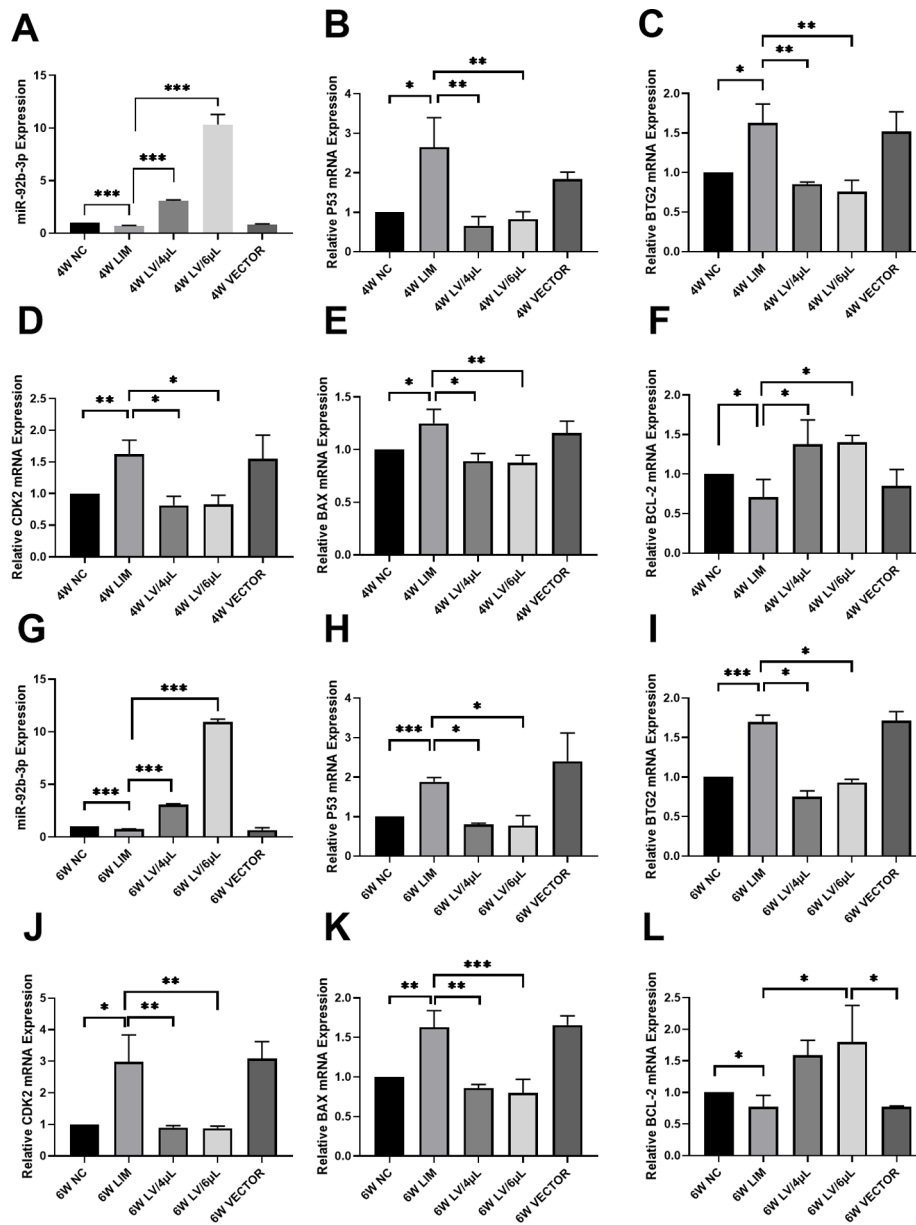 A
miR-92b-3p Expression
15
10
5
0
***
***
***
4W NC
4W LIM
4W LV/4μL
4W LV/6μL
4W VECTOR
B
Relative P53 mRNA Expression
4
3
2
1
0
*
**
**
4W NC
4W LIM
4W LV/4μL
4W LV/6μL
4W VECTOR
C
Relative BTG2 mRNA Expression
2.0
1.5
1.0
0.5
0.0
*
**
**
4W NC
4W LIM
4W LV/4μL
4W LV/6μL
4W VECTOR
D
Relative CDK2 mRNA Expression
2.5
2.0
1.5
1.0
0.5
0.0
**
*
*
4W NC
4W LIM
4W LV/4μL
4W LV/6μL
4W VECTOR
E
Relative BAX mRNA Expression
1.5
1.0
0.5
0.0
*
*
**
4W NC
4W LIM
4W LV/4μL
4W LV/6μL
4W VECTOR
F
Relative BCL-2 mRNA Expression
2.0
1.5
1.0
0.5
0.0
*
*
*
4W NC
4W LIM
4W LV/4μL
4W LV/6μL
4W VECTOR
G
miR-92b-3p Expression
15
10
5
0
***
***
***
6W NC
6W LIM
6W LV/4μL
6W LV/6μL
6W VECTOR
H
Relative P53 mRNA Expression
4
3
2
1
0
***
*
*
6W NC
6W LIM
6W LV/4μL
6W LV/6μL
6W VECTOR
I
Relative BTG2 mRNA Expression
2.0
1.5
1.0
0.5
0.0
***
*
*
6W NC
6W LIM
6W LV/4μL
6W LV/6μL
6W VECTOR
J
Relative CDK2 mRNA Expression
5
4
3
2
1
0
*
**
**
6W NC
6W LIM
6W LV/4μL
6W LV/6μL
6W VECTOR
K
Relative BAX mRNA Expression
2.0
1.5
1.0
0.5
0.0
**
**
***
6W NC
6W LIM
6W LV/4μL
6W LV/6μL
6W VECTOR
L
Relative BCL-2 mRNA Expression
2.5
2.0
1.5
1.0
0.5
0.0
*
*
*
6W NC
6W LIM
6W LV/4μL
6W LV/6μL
6W VECTOR